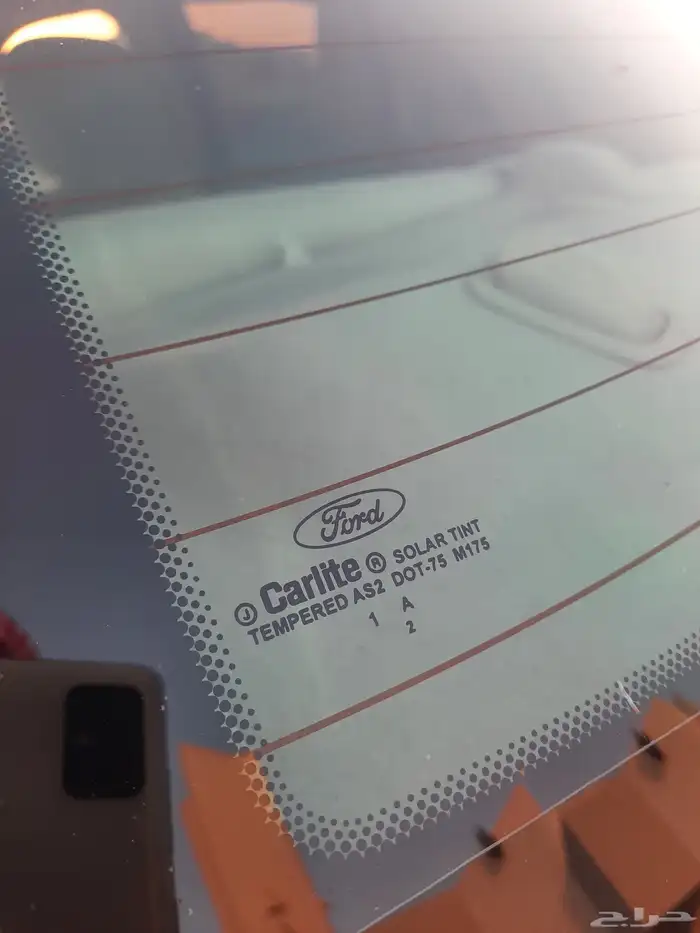 Ford
J Carlite ® SOLAR TINT
TEMPERED AS2 DOT-75 M175
1 A
2
حراج